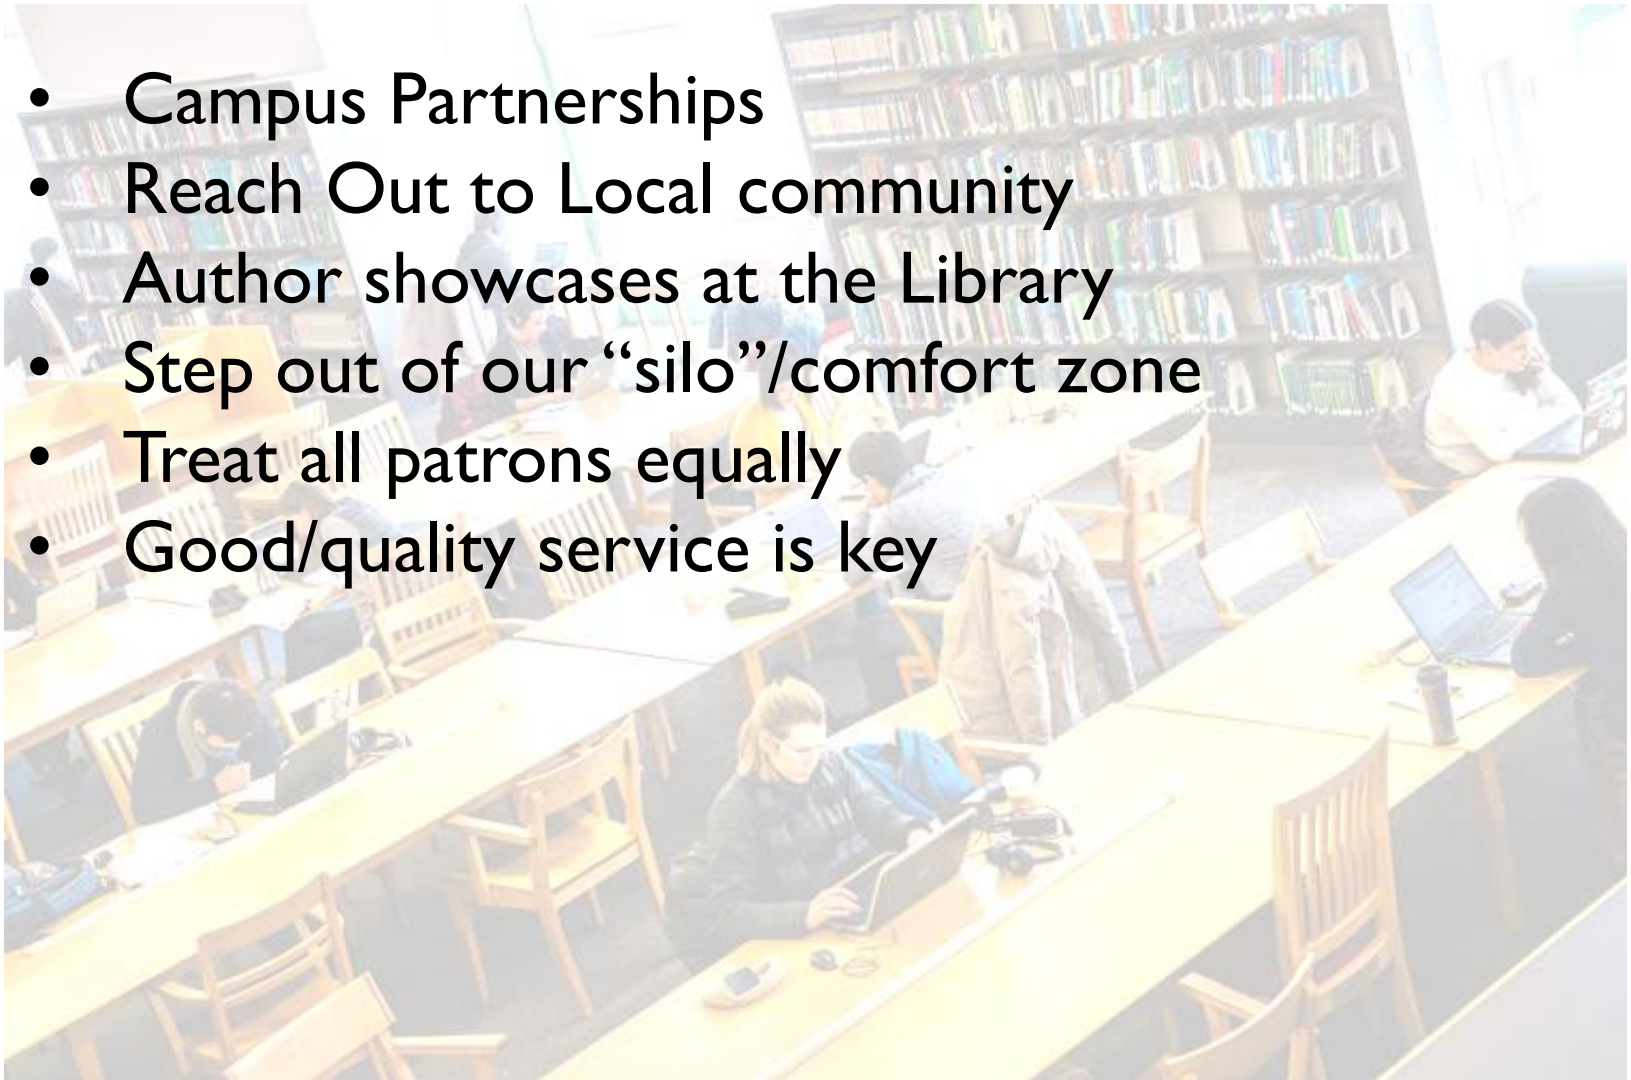 • Campus Partnerships
• Reach Out to Local community
• Author showcases at the Library
• Step out of our “silo”/comfort zone
• Treat all patrons equally
• Good/quality service is key